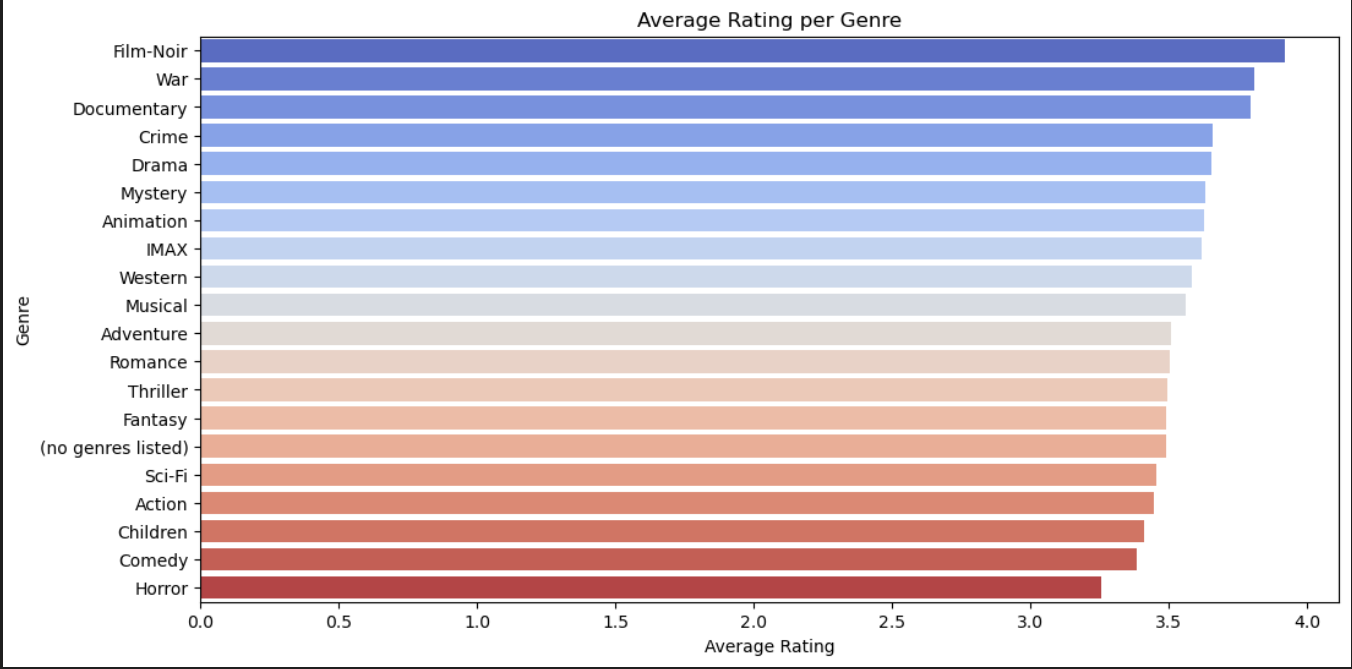 Average Rating per Genre
Genre
Film-Noir
War
Documentary
Crime
Drama
Mystery
Animation
IMAX
Western
Musical
Adventure
Romance
Thriller
Fantasy
(no genres listed)
Sci-Fi
Action
Children
Comedy
Horror
0.0 0.5 1.0 1.5 2.0 2.5 3.0 3.5 4.0
Average Rating